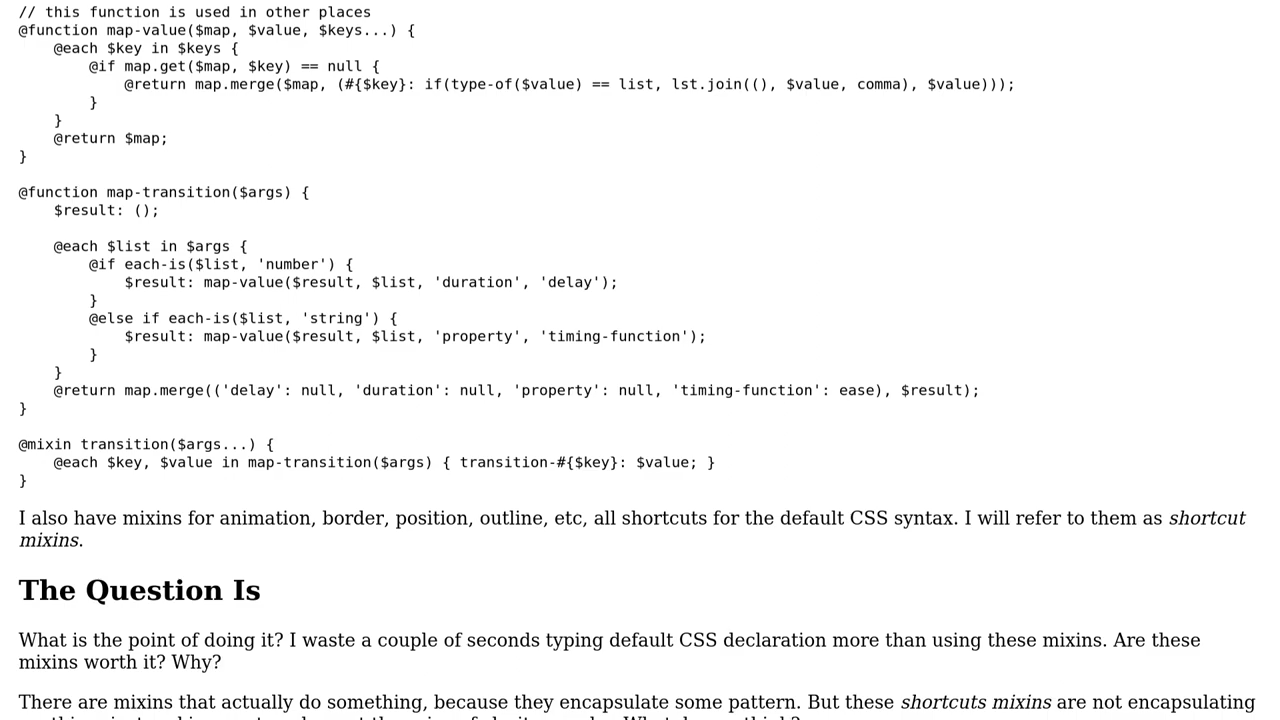 // this function is used in other places
@function map-value($map, $value, $keys...) {
    @each $key in $keys {
        @if map.get($map, $key) == null {
            @return map.merge($map, (#{$key}: if(type-of($value) == list, lst.join((), $value, comma), $value)));
        }
    }
    @return $map;
}

@function map-transition($args) {
    $result: ();

    @each $list in $args {
        @if each-is($list, 'number') {
            $result: map-value($result, $list, 'duration', 'delay');
        }
        @else if each-is($list, 'string') {
            $result: map-value($result, $list, 'property', 'timing-function');
        }
    }
    @return map.merge(('delay': null, 'duration': null, 'property': null, 'timing-function': ease), $result);
}

@mixin transition($args...) {
    @each $key, $value in map-transition($args) { transition-#{$key}: $value; }
}
I also have mixins for animation, border, position, outline, etc, all shortcuts for the default CSS syntax. I will refer to them as shortcut
mixins.
The Question Is
What is the point of doing it? I waste a couple of seconds typing default CSS declaration more than using these mixins. Are these
mixins worth it? Why?
There are mixins that actually do something, because they encapsulate some pattern. But these shortcuts mixins are not encapsulating